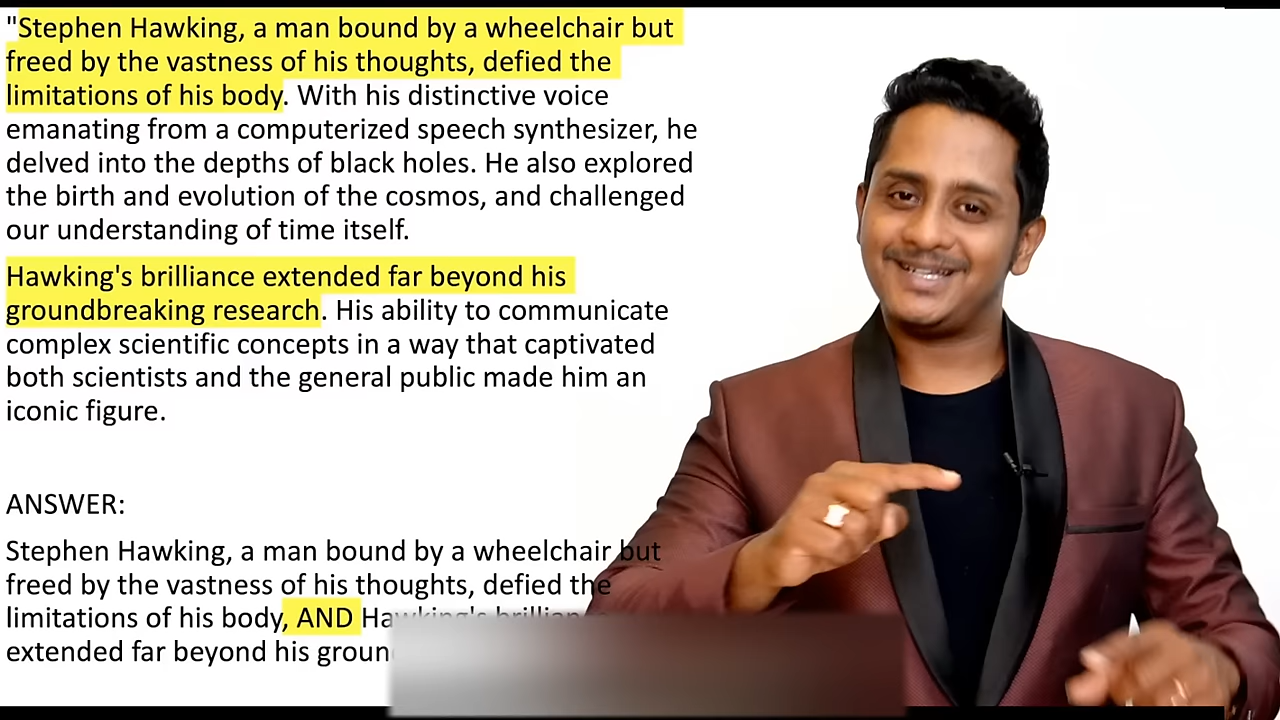 "Stephen Hawking, a man bound by a wheelchair but
freed by the vastness of his thoughts, defied the
limitations of his body. With his distinctive voice
emanating from a computerized speech synthesizer, he
delved into the depths of black holes. He also explored
the birth and evolution of the cosmos, and challenged
our understanding of time itself.
Hawking's brilliance extended far beyond his
groundbreaking research. His ability to communicate
complex scientific concepts in a way that captivated
both scientists and the general public made him an
iconic figure.
ANSWER:
Stephen Hawking, a man bound by a wheelchair but
freed by the vastness of his thoughts, defied the
limitations of his body, AND Hawking's brilliance
extended far beyond his